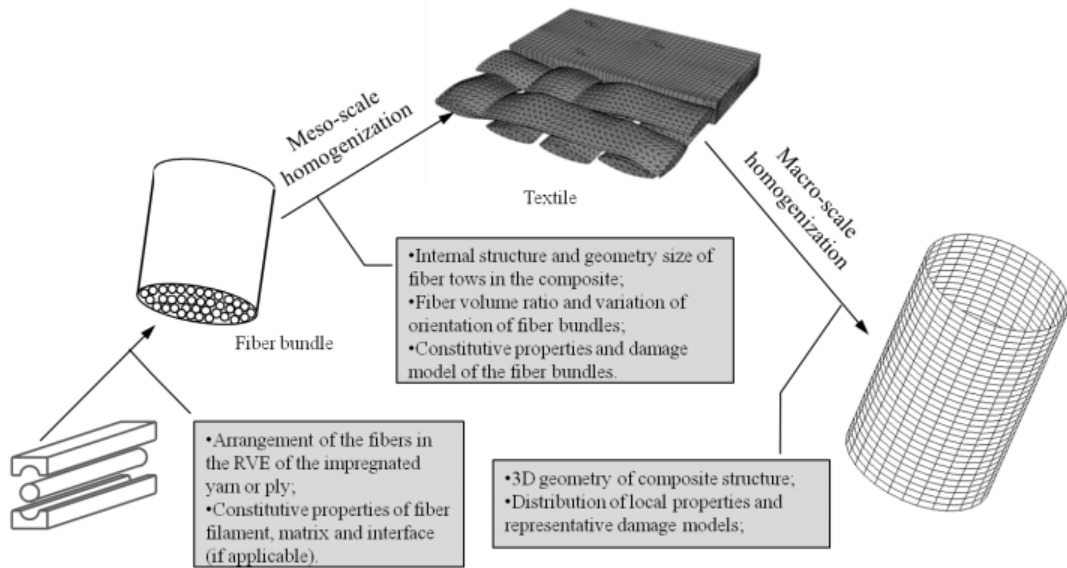 Meso-scale
homogenization
Textile
Macro-scale
homogenization
•Internal structure and geometry size of
fiber tows in the composite;
•Fiber volume ratio and variation of
orientation of fiber bundles;
•Constitutive properties and damage
model of the fiber bundles.
Fiber bundle
•Arrangement of the fibers in
the RVE of the impregnated
yarn or ply;
•Constitutive properties of fiber
filament, matrix and interface
(if applicable).
•3D geometry of composite structure;
•Distribution of local properties and
representative damage models;